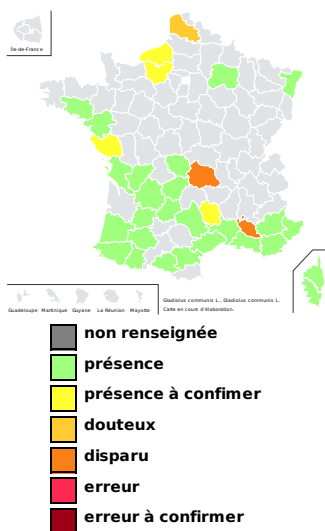 Île-de-France
Guadeloupe Martinique Guyane La Réunion Mayotte
Gladiolus communis L., Gladiolus communis L.
Carte en cours d'élaboration.
non renseignée
présence
présence à confimer
douteux
disparu
erreur
erreur à confirmer